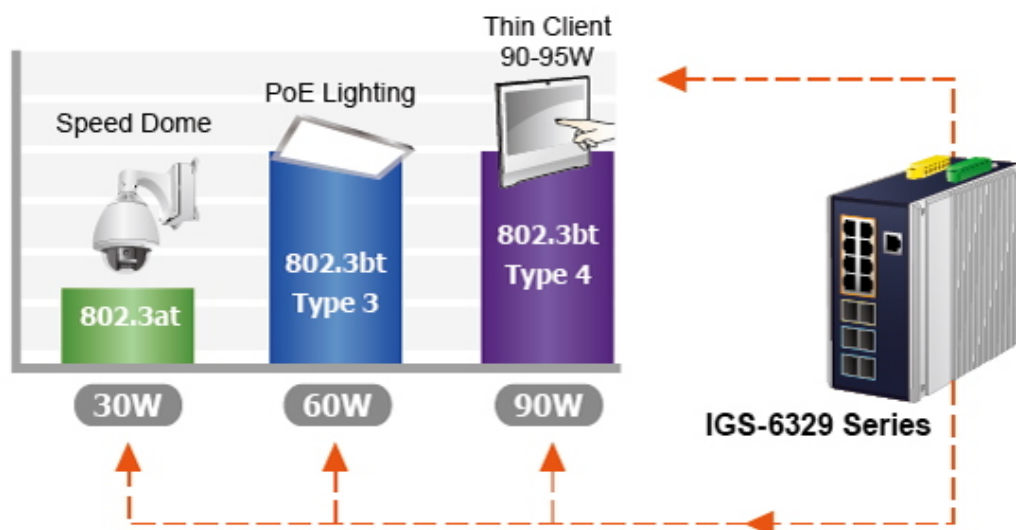 Thin Client
90-95W
PoE Lighting
Speed Dome
802.3at
802.3bt
Type 3
802.3bt
Type 4
30W
60W
90W
IGS-6329 Series